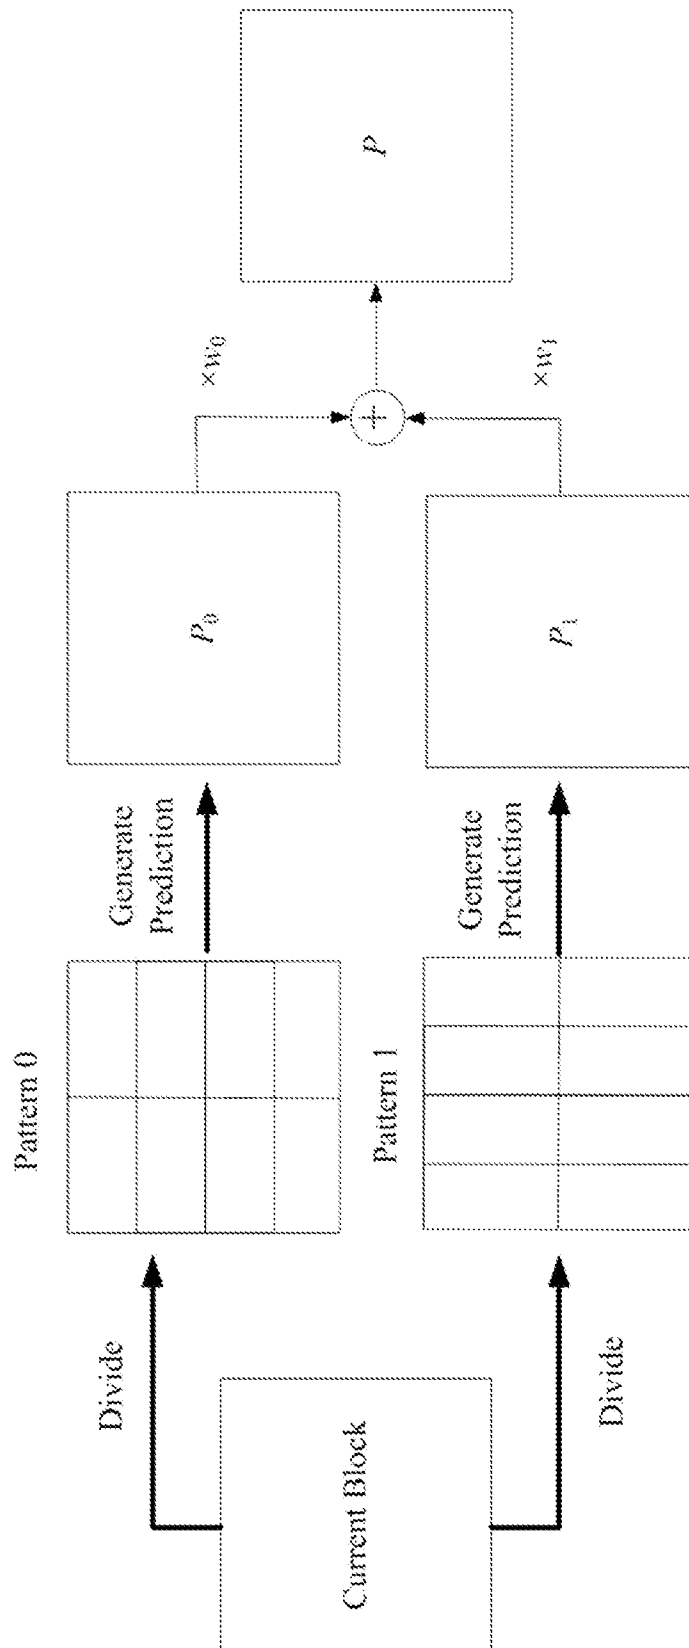 Current Block
Divide
Pattern 0
Generate
Prediction
P₀
×w₀
Divide
Pattern 1
Generate
Prediction
P₁
×w₁
+
P